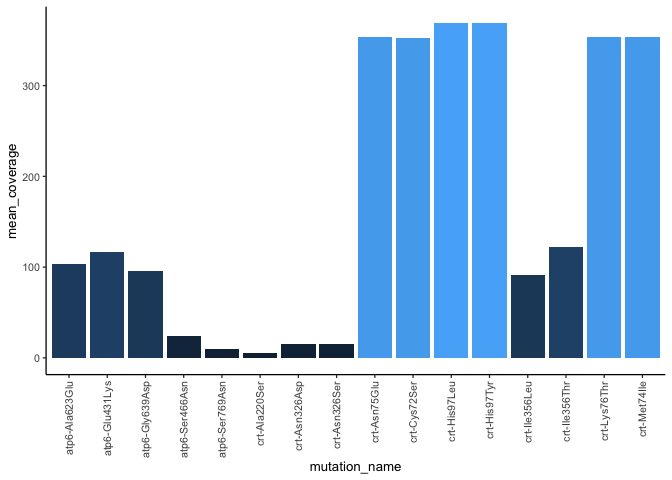 mean_coverage
300
200
100
0
atp6-Ala623Glu
atp6-Glu431Lys
atp6-Gly639Asp
atp6-Ser466Asn
atp6-Ser769Asn
crt-Ala220Ser
crt-Asn326Asp
crt-Asn326Ser
crt-Asn75Glu
crt-Cys72Ser
crt-His97Leu
crt-His97Tyr
crt-Ile356Leu
crt-Ile356Thr
crt-Lys76Thr
crt-Met74Ile
mutation_name